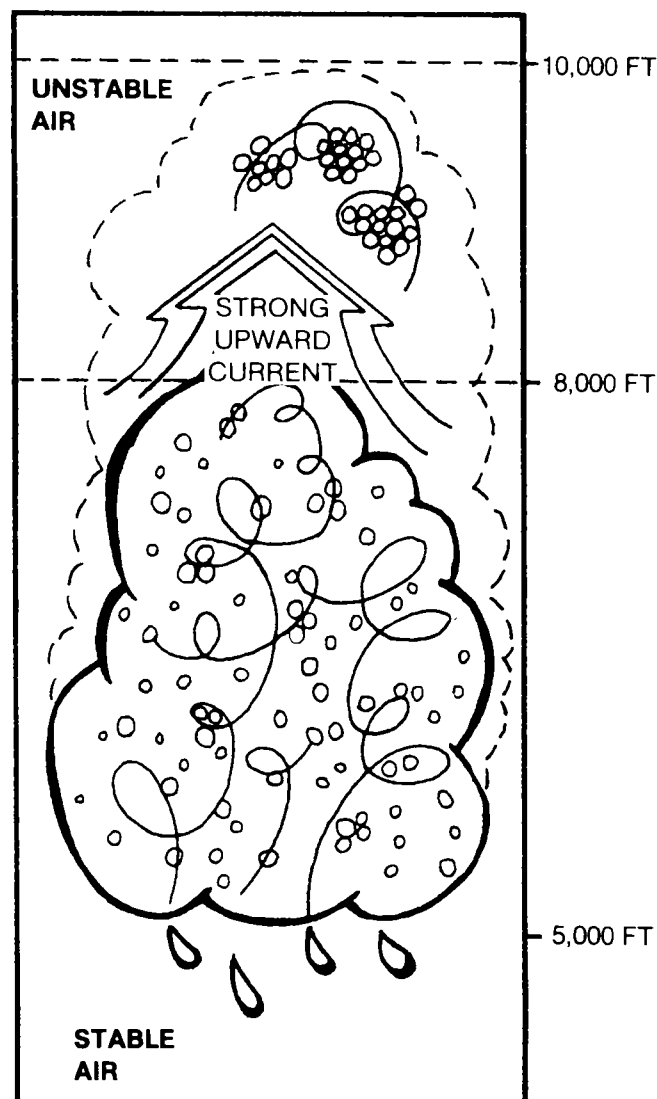 10,000 FT
UNSTABLE
AIR
STRONG
UPWARD
CURRENT
8,000 FT
5,000 FT
STABLE
AIR